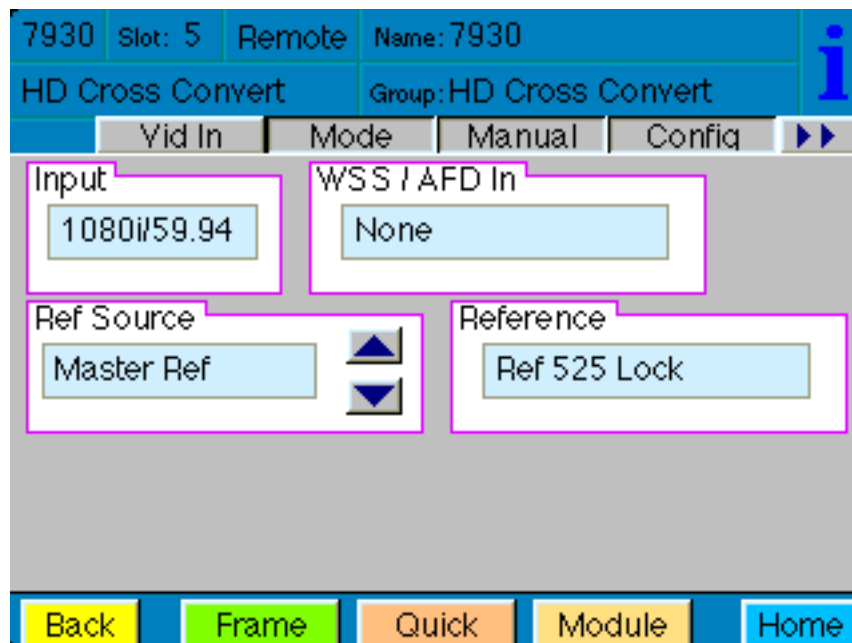 7930 Slot: 5 Remote Name: 7930
HD Cross Convert Group: HD Cross Convert
Vid In Mode Manual Config
Input WSS / AFD In
1080i/59.94 None
Ref Source Reference
Master Ref Ref 525 Lock
Back Frame Quick Module Home